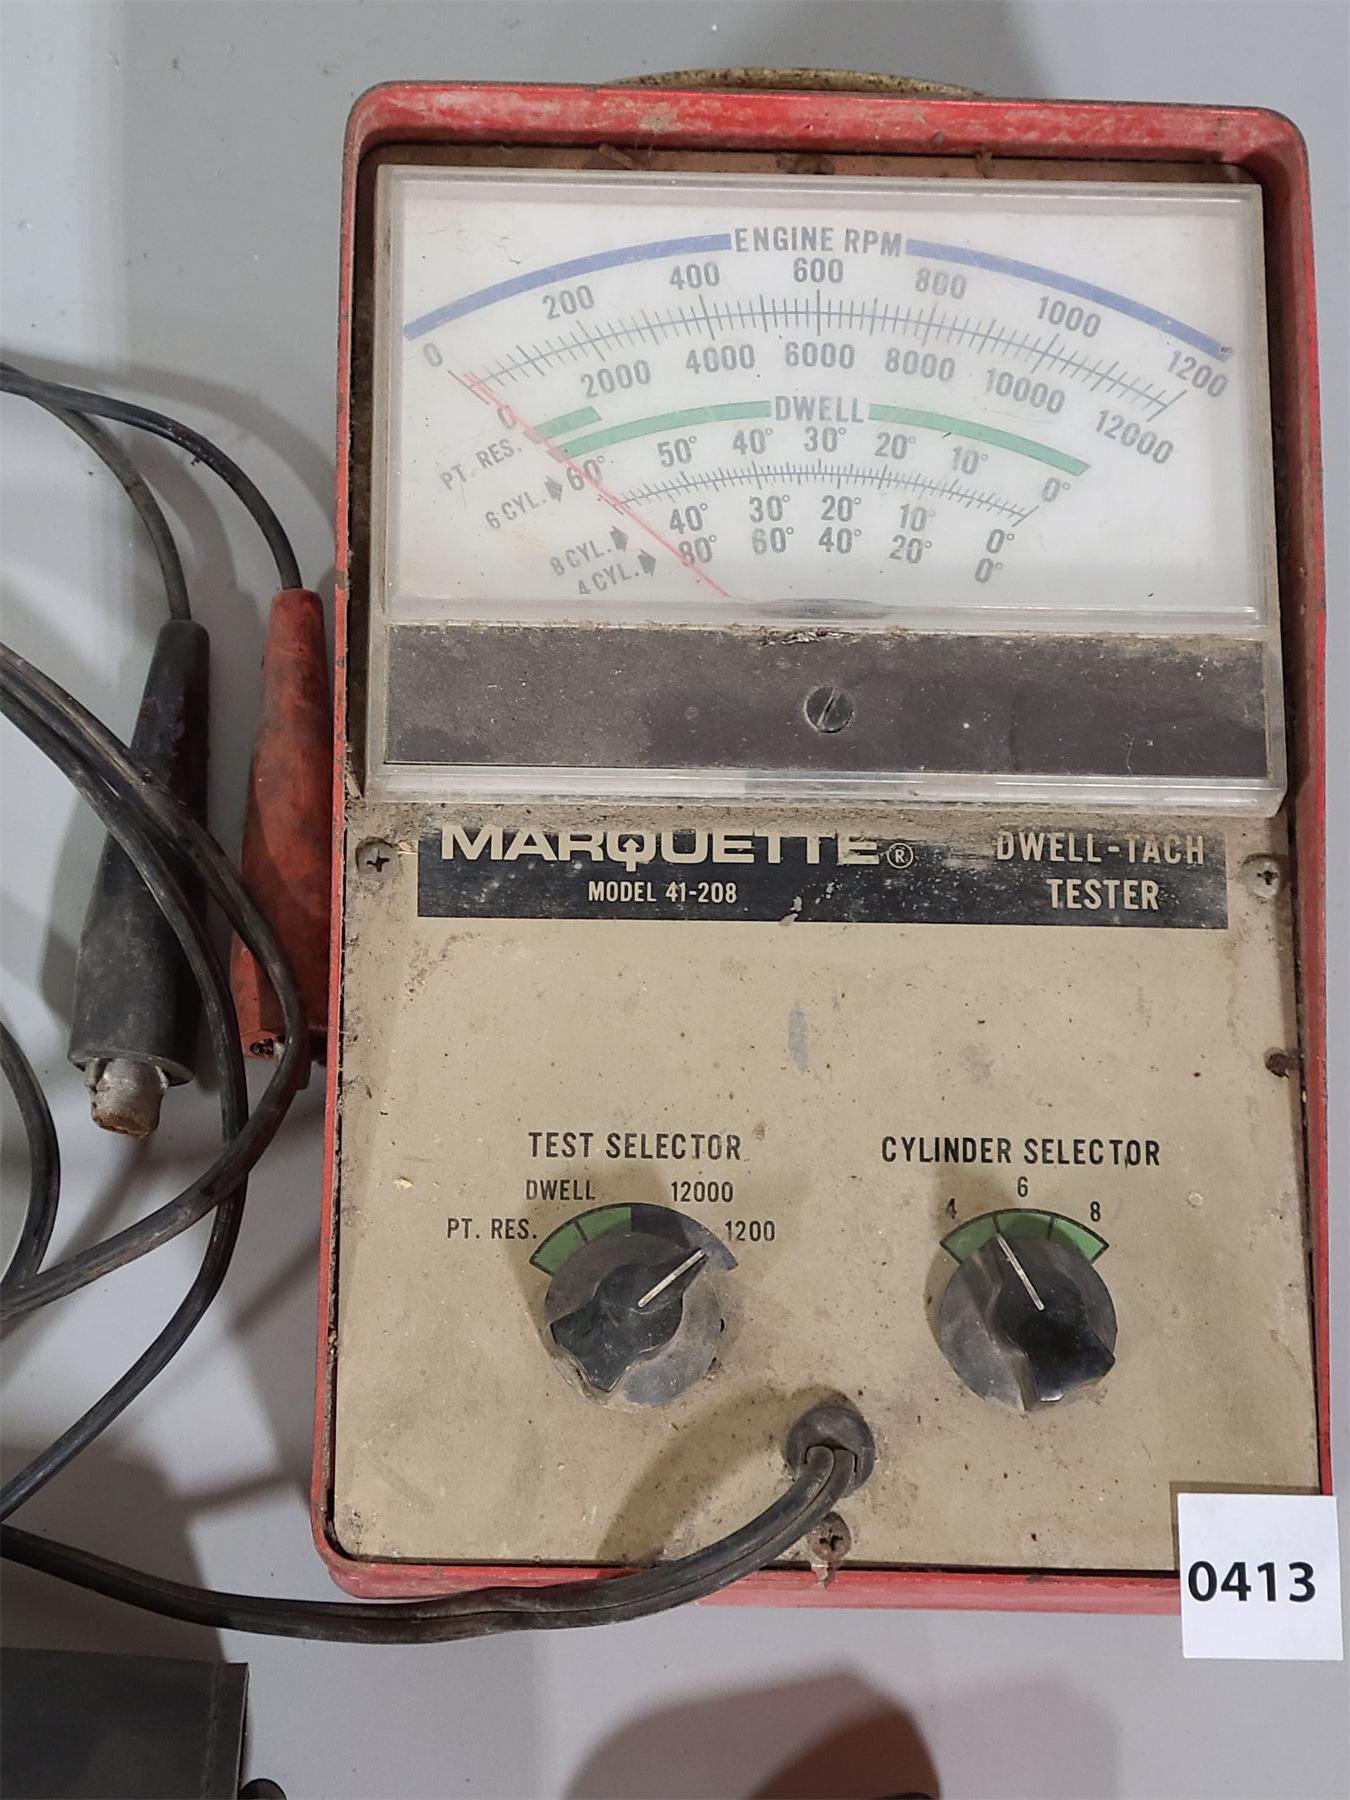 ENGINE RPM
0 200 400 600 800 1000 1200
0 2000 4000 6000 8000 10000 12000
PT. RES.
DWELL
6 CYL. 60° 50° 40° 30° 20° 10° 0°
8 CYL. 40° 30° 20° 10° 0°
4 CYL. 80° 60° 40° 20° 0°
MARQUETTE® DWELL-TACH
MODEL 41-208 TESTER
TEST SELECTOR
DWELL 12000
PT. RES. 1200
CYLINDER SELECTOR
4 6 8
0413